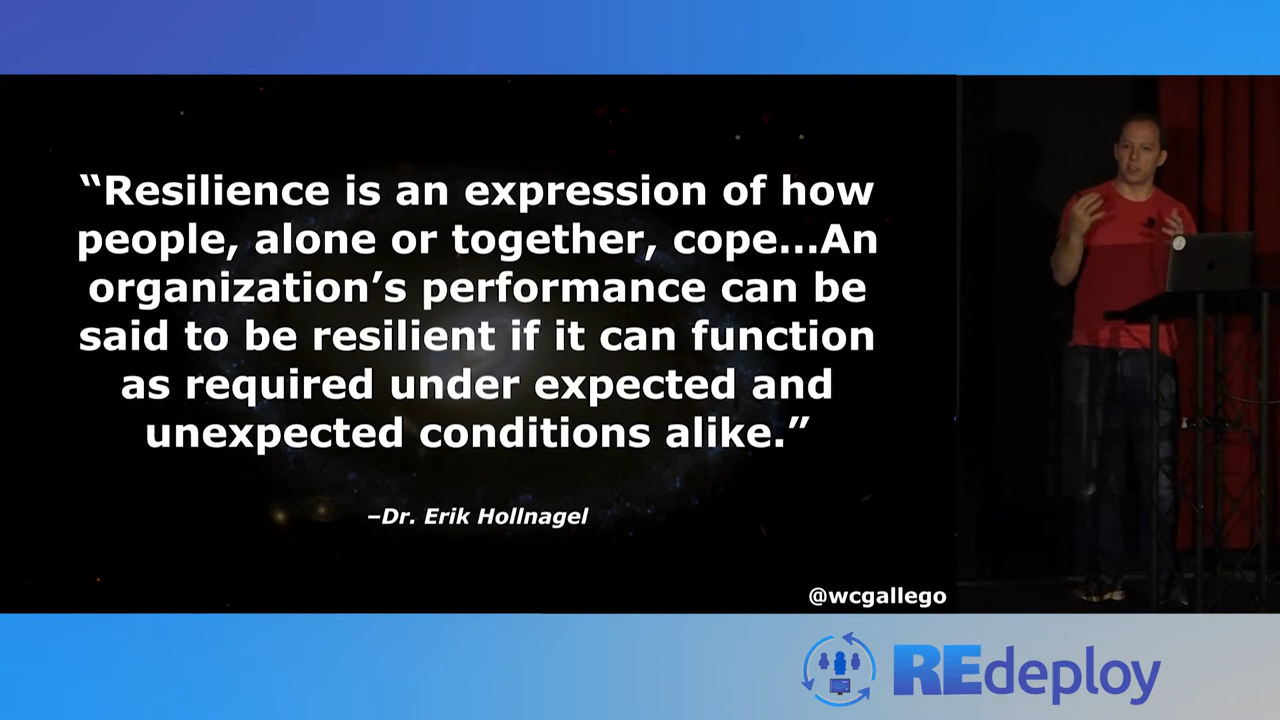 “Resilience is an expression of how
people, alone or together, cope...An
organization’s performance can be
said to be resilient if it can function
as required under expected and
unexpected conditions alike.”
–Dr. Erik Hollnagel
@wcgallego
REdeploy